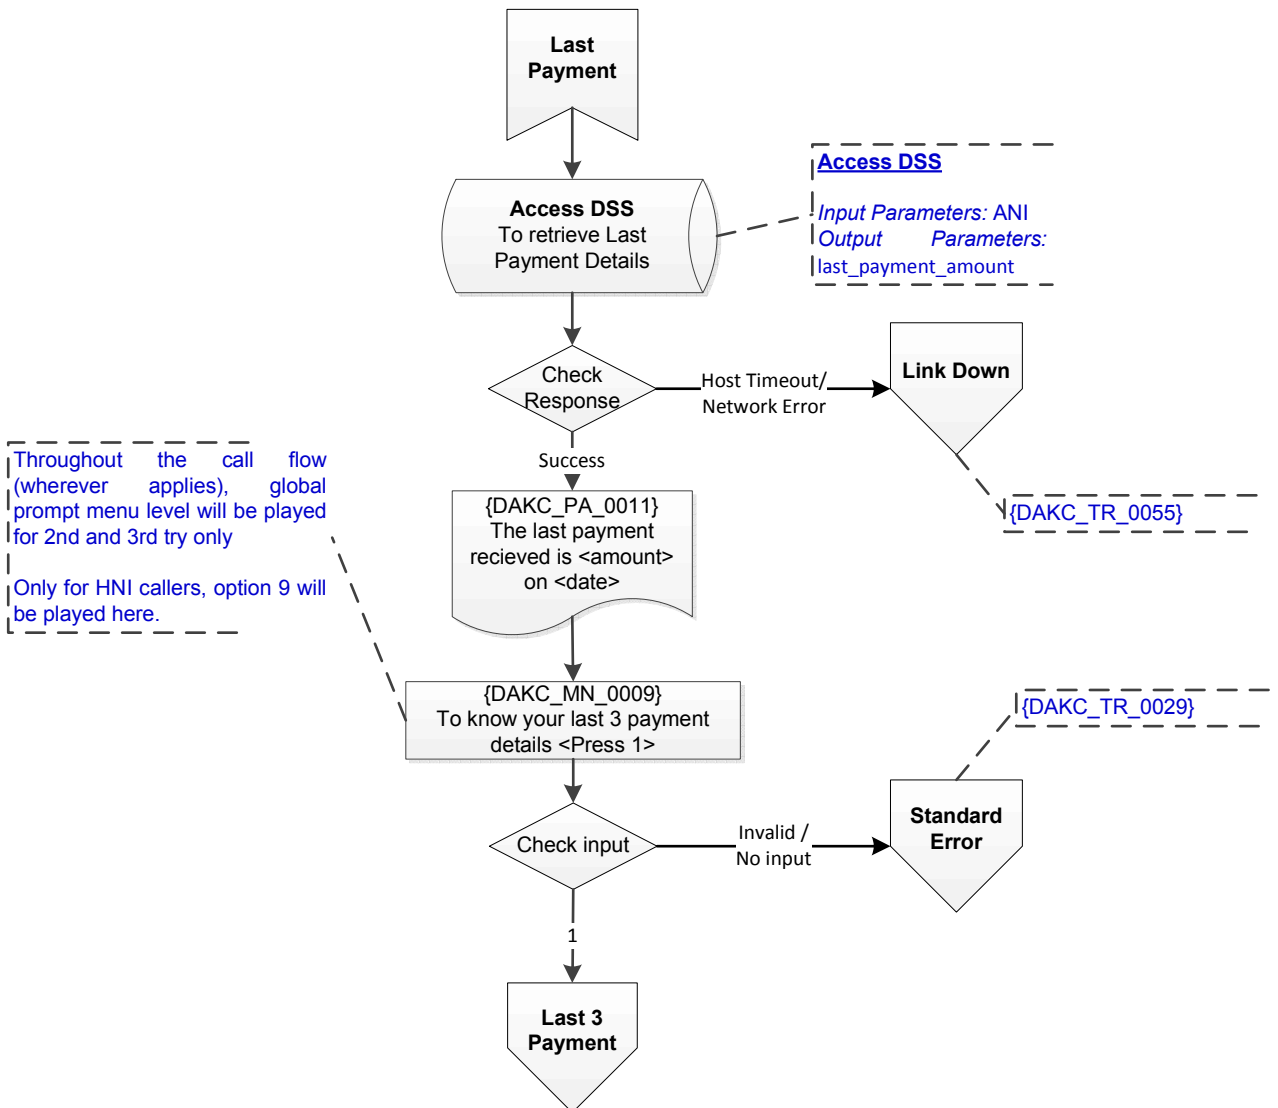 Last
Payment
Access DSS
To retrieve Last
Payment Details
Access DSS
Input Parameters: ANI
Output Parameters:
last_payment_amount
Check
Response
Host Timeout/
Network Error
Link Down
{DAKC_TR_0055}
Success
{DAKC_PA_0011}
The last payment
recieved is <amount>
on <date>
Throughout the call flow
(wherever applies), global
prompt menu level will be played
for 2nd and 3rd try only
Only for HNI callers, option 9 will
be played here.
{DAKC_MN_0009}
To know your last 3 payment
details <Press 1>
{DAKC_TR_0029}
Check input
Invalid /
No input
Standard
Error
1
Last 3
Payment